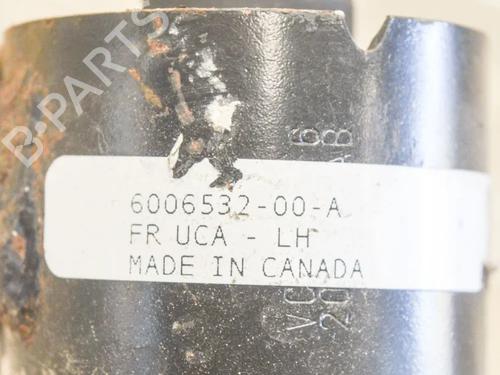 B-PARTS
6006532-00-A
FR UCA - LH
MADE IN CANADA